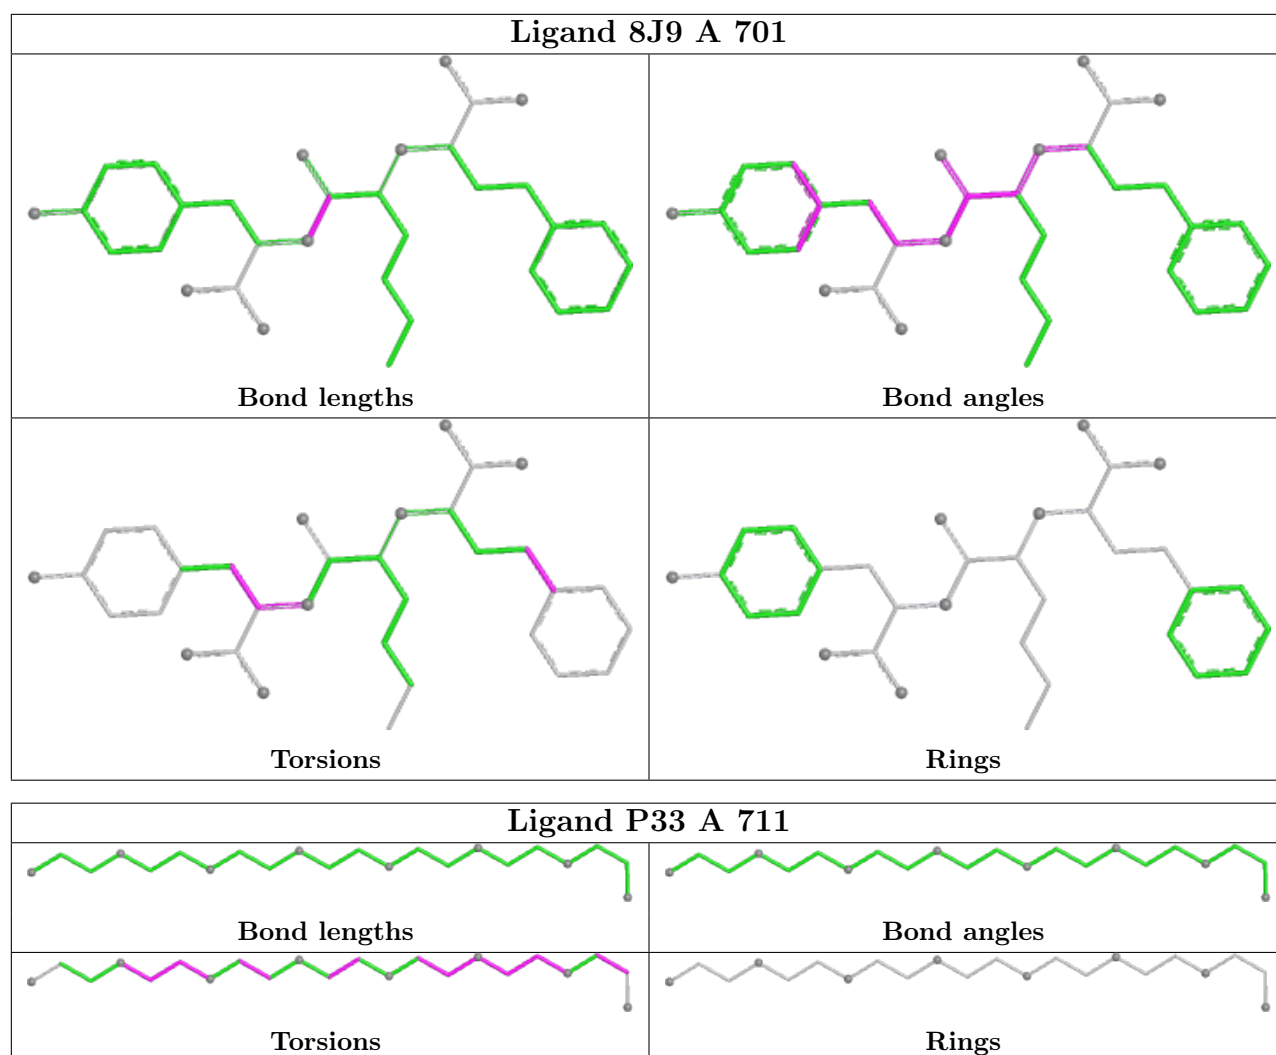 Ligand 8J9 A 701
Bond lengths
Bond angles
Torsions
Rings
Ligand P33 A 711
Bond lengths
Bond angles
Torsions
Rings